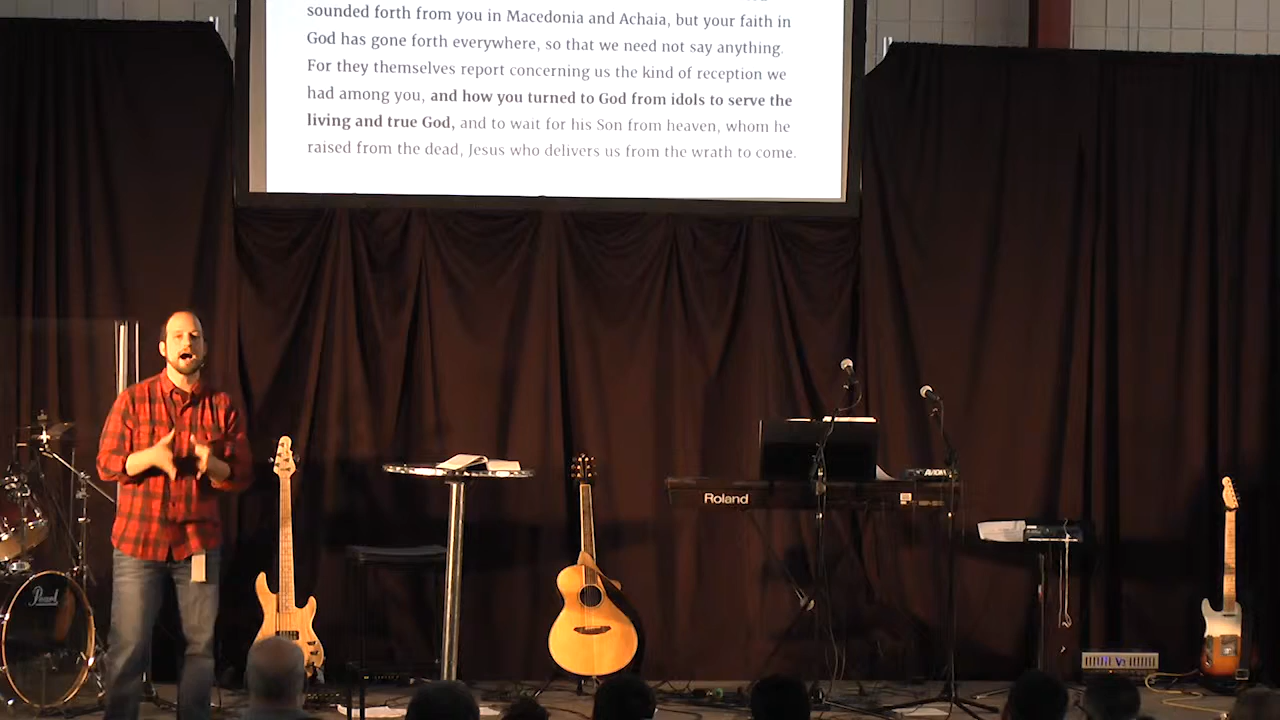 sounded forth from you in Macedonia and Achaia, but your faith in
God has gone forth everywhere, so that we need not say anything.
For they themselves report concerning us the kind of reception we
had among you, and how you turned to God from idols to serve the
living and true God, and to wait for his Son from heaven, whom he
raised from the dead, Jesus who delivers us from the wrath to come.
Roland
AVION
Pearl